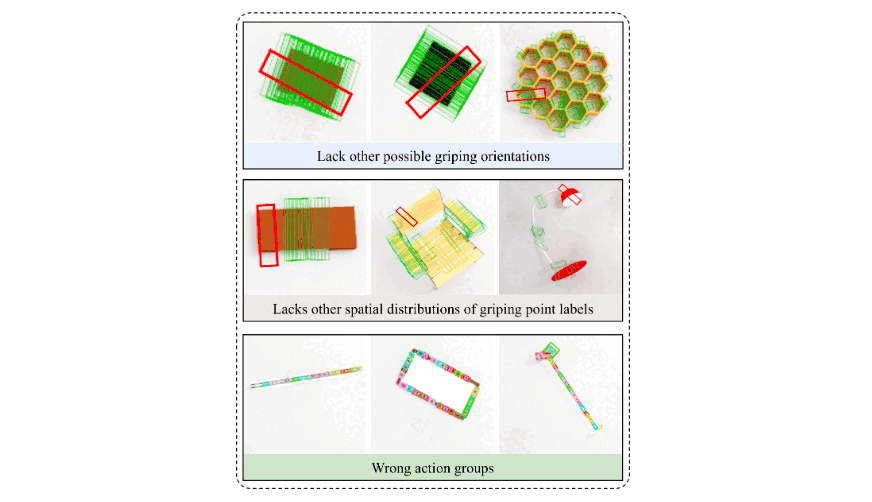 Lack other possible griping orientations
Lacks other spatial distributions of griping point labels
Wrong action groups